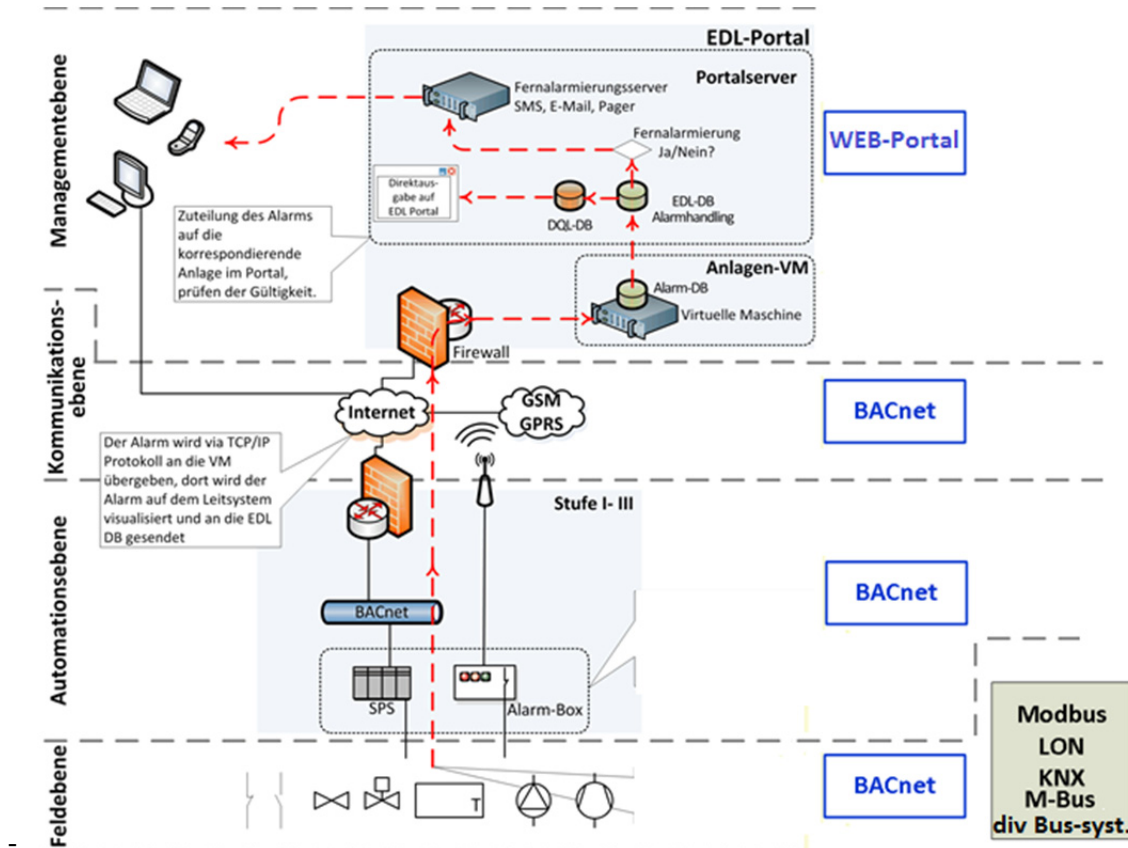 Managementebene
EDL-Portal
Portalserver
Fernalarmierungsserver
SMS, E-Mail, Pager
Fernalarmierung
Ja/Nein?
Direktaus-
gabe auf
EDL Portal
DQL-DB
EDL-DB
Alarmhandling
Zuteilung des Alarms
auf die
korrespondierende
Anlage im Portal,
prüfen der Gültigkeit.
Anlagen-VM
Alarm-DB
Virtuelle Maschine
Firewall
WEB-Portal
Kommunikations-
ebene
Internet
GSM
GPRS
BACnet
Der Alarm wird via TCP/IP
Protokoll an die VM
übergeben, dort wird der
Alarm auf dem Leitsystem
visualisiert und an die EDL
DB gesendet
Automationsebene
Stufe I- III
BACnet
SPS
Alarm-Box
BACnet
Feldebene
T
BACnet
Modbus
LON
KNX
M-Bus
div Bus-syst.